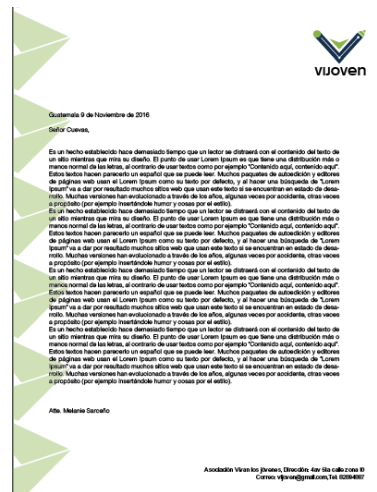 VIJOVEN
Guatemala 9 de Noviembre de 2016
Señor Cuevas,
Es un hecho establecido hace demasiado tiempo que un lector se distraerá con el contenido del texto de
un sitio mientras que mira su diseño. El punto de usar Lorem Ipsum es que tiene una distribución más o
menos normal de las letras, al contrario de usar textos como por ejemplo "Contenido aquí, contenido aquí".
Estos textos hacen parecerlo un español que se puede leer. Muchos paquetes de autoedición y editores
de páginas web usan el Lorem Ipsum como su texto por defecto, y al hacer una búsqueda de "Lorem
Ipsum" va a dar por resultado muchos sitios web que usan este texto si se encuentran en estado de desa-
rrollo. Muchas versiones han evolucionado a través de los años, algunas veces por accidente, otras veces
a propósito (por ejemplo insertándole humor y cosas por el estilo).
Es un hecho establecido hace demasiado tiempo que un lector se distraerá con el contenido del texto de
un sitio mientras que mira su diseño. El punto de usar Lorem Ipsum es que tiene una distribución más o
menos normal de las letras, al contrario de usar textos como por ejemplo "Contenido aquí, contenido aquí".
Estos textos hacen parecerlo un español que se puede leer. Muchos paquetes de autoedición y editores
de páginas web usan el Lorem Ipsum como su texto por defecto, y al hacer una búsqueda de "Lorem
Ipsum" va a dar por resultado muchos sitios web que usan este texto si se encuentran en estado de desa-
rrollo. Muchas versiones han evolucionado a través de los años, algunas veces por accidente, otras veces
a propósito (por ejemplo insertándole humor y cosas por el estilo).
Es un hecho establecido hace demasiado tiempo que un lector se distraerá con el contenido del texto de
un sitio mientras que mira su diseño. El punto de usar Lorem Ipsum es que tiene una distribución más o
menos normal de las letras, al contrario de usar textos como por ejemplo "Contenido aquí, contenido aquí".
Estos textos hacen parecerlo un español que se puede leer. Muchos paquetes de autoedición y editores
de páginas web usan el Lorem Ipsum como su texto por defecto, y al hacer una búsqueda de "Lorem
Ipsum" va a dar por resultado muchos sitios web que usan este texto si se encuentran en estado de desa-
rrollo. Muchas versiones han evolucionado a través de los años, algunas veces por accidente, otras veces
a propósito (por ejemplo insertándole humor y cosas por el estilo).
Es un hecho establecido hace demasiado tiempo que un lector se distraerá con el contenido del texto de
un sitio mientras que mira su diseño. El punto de usar Lorem Ipsum es que tiene una distribución más o
menos normal de las letras, al contrario de usar textos como por ejemplo "Contenido aquí, contenido aquí".
Estos textos hacen parecerlo un español que se puede leer. Muchos paquetes de autoedición y editores
de páginas web usan el Lorem Ipsum como su texto por defecto, y al hacer una búsqueda de "Lorem
Ipsum" va a dar por resultado muchos sitios web que usan este texto si se encuentran en estado de desa-
rrollo. Muchas versiones han evolucionado a través de los años, algunas veces por accidente, otras veces
a propósito (por ejemplo insertándole humor y cosas por el estilo).
Atte. Melanie Sarceño
Asociación Vivan los jóvenes, Dirección: 4av 5ta calle zona 10
Correo: vijoven@gmail.com, Tel: